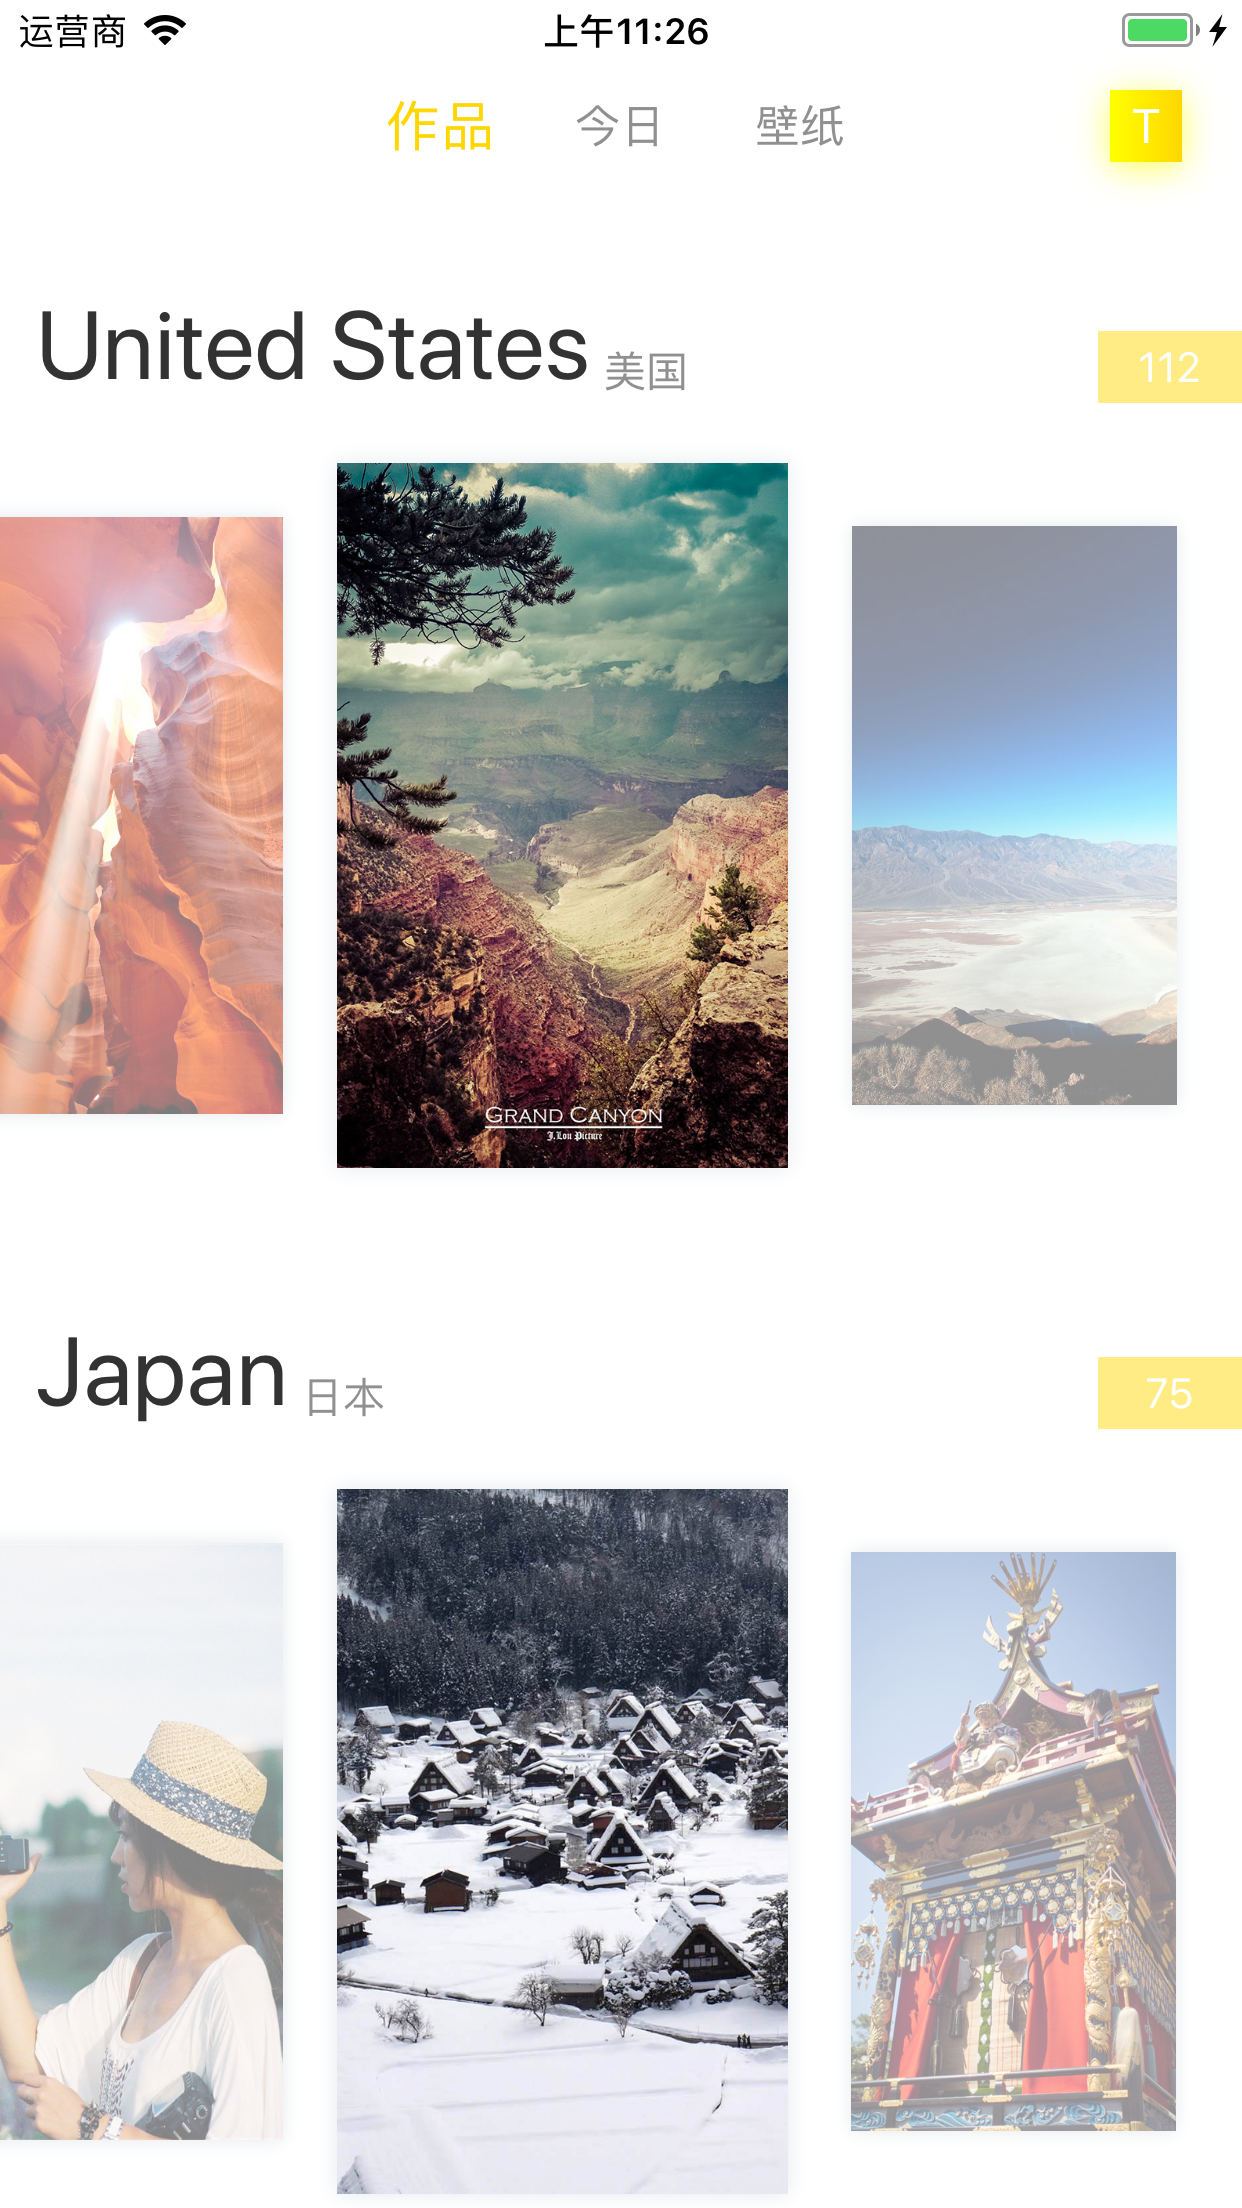 运营商 上午11:26
作品 今日 壁纸 T
United States 美国 112
GRAND CANYON
J.Lou Picture
Japan 日本 75